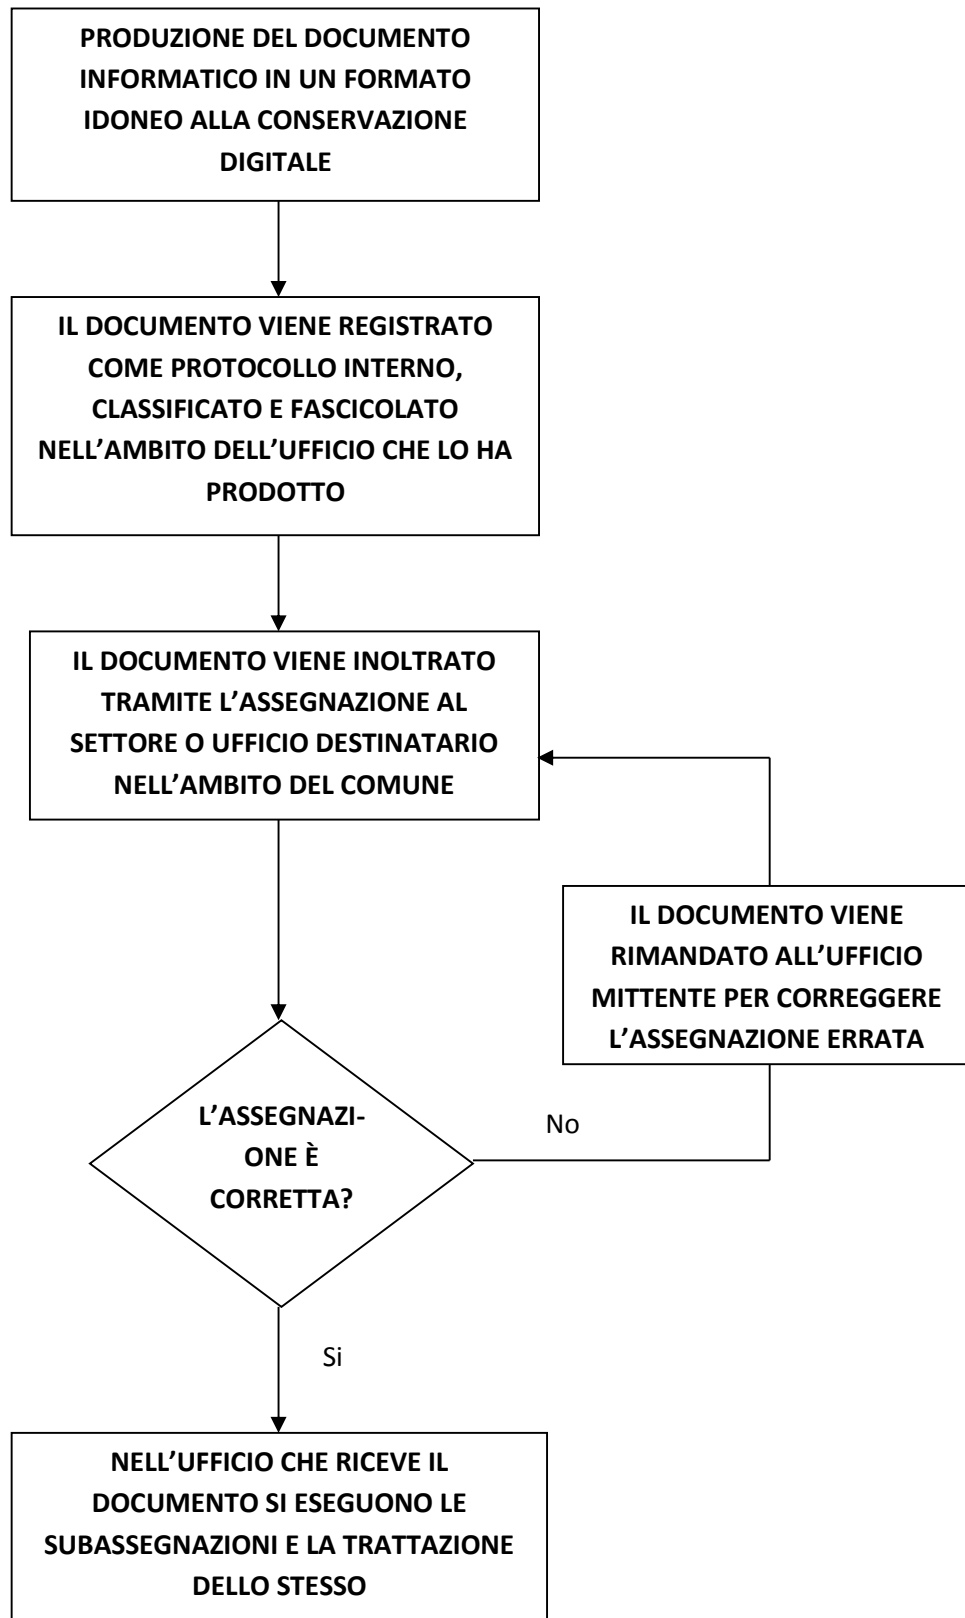 PRODUZIONE DEL DOCUMENTO
INFORMATICO IN UN FORMATO
IDONEO ALLA CONSERVAZIONE
DIGITALE
IL DOCUMENTO VIENE REGISTRATO
COME PROTOCOLLO INTERNO,
CLASSIFICATO E FASCICOLATO
NELL’AMBITO DELL’UFFICIO CHE LO HA
PRODOTTO
IL DOCUMENTO VIENE INOLTRATO
TRAMITE L’ASSEGNAZIONE AL
SETTORE O UFFICIO DESTINATARIO
NELL’AMBITO DEL COMUNE
IL DOCUMENTO VIENE
RIMANDATO ALL’UFFICIO
MITTENTE PER CORREGGERE
L’ASSEGNAZIONE ERRATA
L’ASSEGNAZI-
ONE È
CORRETTA?
No
Si
NELL’UFFICIO CHE RICEVE IL
DOCUMENTO SI ESEGUONO LE
SUBASSEGNAZIONI E LA TRATTAZIONE
DELLO STESSO